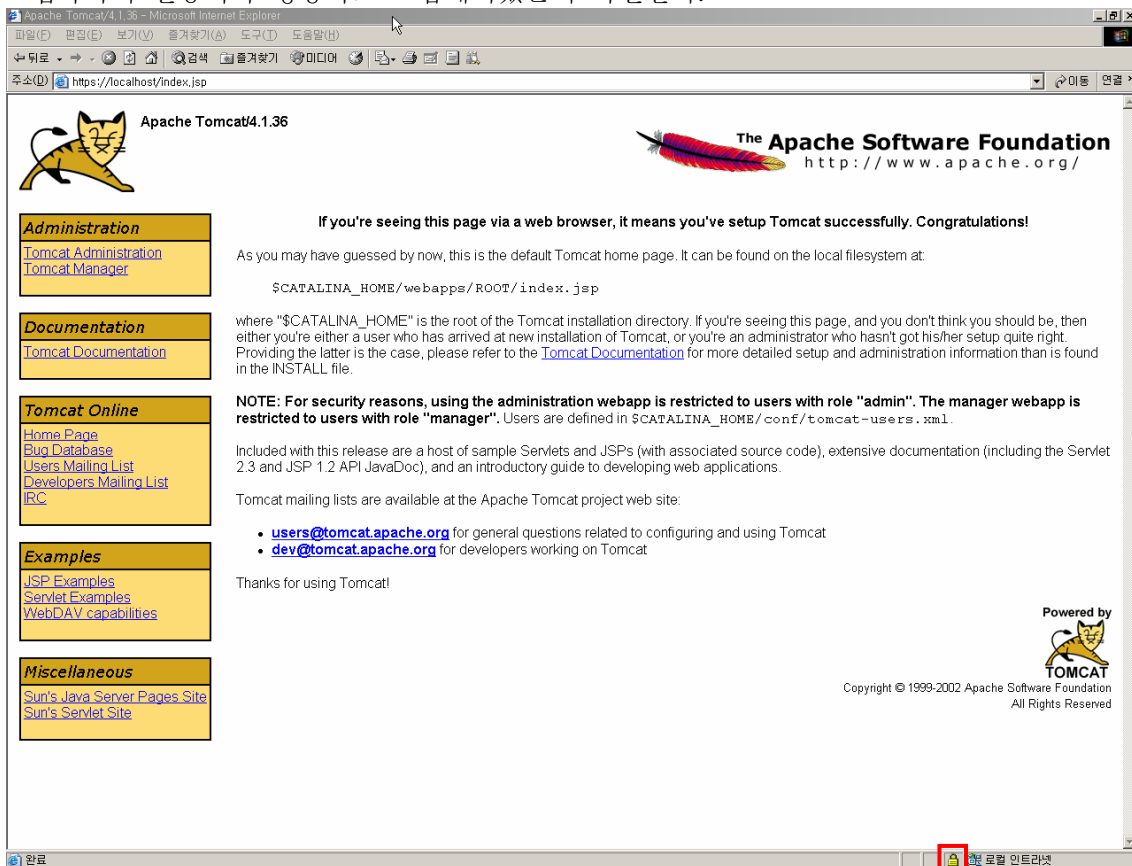 Apache Tomcat/4.1.36 - Microsoft Internet Explorer
파일(F) 편집(E) 보기(V) 즐겨찾기(A) 도구(T) 도움말(H)
뒤로 검색 즐겨찾기 미디어
주소(D) https://localhost/index.jsp 이동 연결
Apache Tomcat/4.1.36
The Apache Software Foundation
http://www.apache.org/
Administration
Tomcat Administration
Tomcat Manager
Documentation
Tomcat Documentation
Tomcat Online
Home Page
Bug Database
Users Mailing List
Developers Mailing List
IRC
Examples
JSP Examples
Servlet Examples
WebDAV capabilities
Miscellaneous
Sun's Java Server Pages Site
Sun's Servlet Site
If you're seeing this page via a web browser, it means you've setup Tomcat successfully. Congratulations!
As you may have guessed by now, this is the default Tomcat home page. It can be found on the local filesystem at:
$CATALINA_HOME/webapps/ROOT/index.jsp
where "$CATALINA_HOME" is the root of the Tomcat installation directory. If you're seeing this page, and you don't think you should be, then
either you're either a user who has arrived at new installation of Tomcat, or you're an administrator who hasn't got his/her setup quite right.
Providing the latter is the case, please refer to the Tomcat Documentation for more detailed setup and administration information than is found
in the INSTALL file.
NOTE: For security reasons, using the administration webapp is restricted to users with role "admin". The manager webapp is
restricted to users with role "manager". Users are defined in $CATALINA_HOME/conf/tomcat-users.xml.
Included with this release are a host of sample Servlets and JSPs (with associated source code), extensive documentation (including the Servlet
2.3 and JSP 1.2 API JavaDoc), and an introductory guide to developing web applications.
Tomcat mailing lists are available at the Apache Tomcat project web site:
• users@tomcat.apache.org for general questions related to configuring and using Tomcat
• dev@tomcat.apache.org for developers working on Tomcat
Thanks for using Tomcat!
Powered by
TOMCAT
Copyright © 1999-2002 Apache Software Foundation
All Rights Reserved
완료 로컬 인트라넷